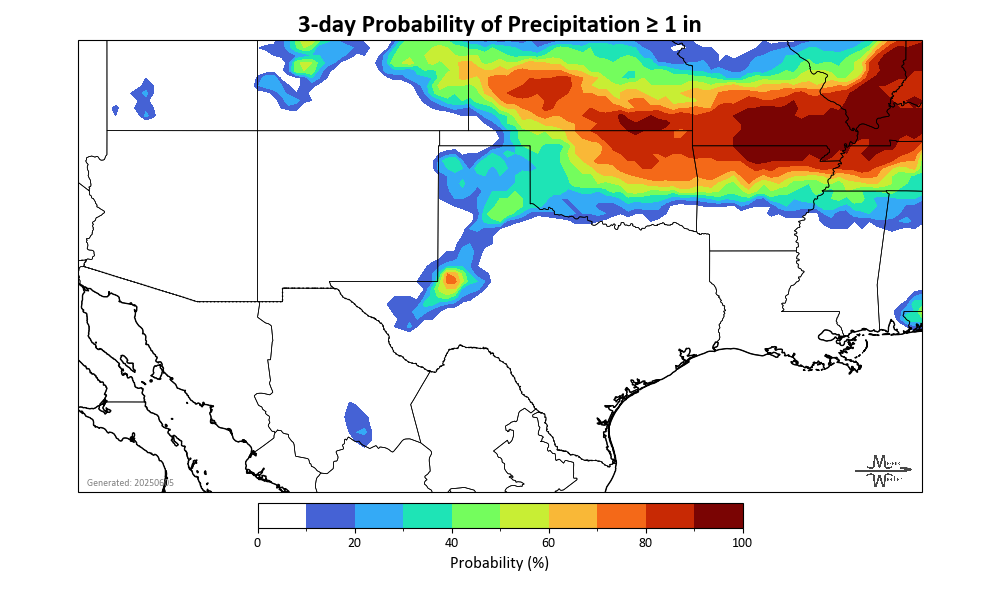 3-day Probability of Precipitation ≥ 1 in
Generated: 20250605
0 20 40 60 80 100
Probability (%)